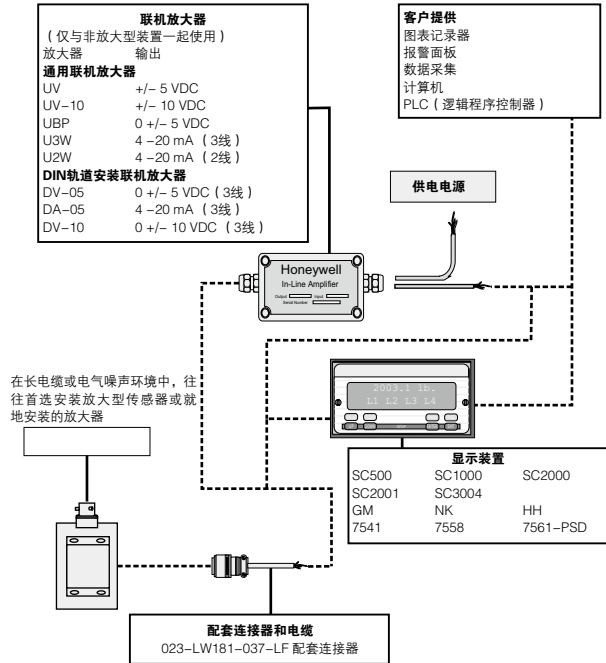 联机放大器
（仅与非放大型装置一起使用）
放大器 输出
通用联机放大器
UV +/– 5 VDC
UV–10 +/– 10 VDC
UBP 0 +/– 5 VDC
U3W 4 –20 mA （3线）
U2W 4 –20 mA （2线）
DIN轨道安装联机放大器
DV–05 0 +/– 5 VDC（3线）
DA–05 4 –20 mA （3线）
DV–10 0 +/– 10 VDC （3线）
客户提供
图表记录器
报警面板
数据采集
计算机
PLC（逻辑程序控制器）
供电电源
Honeywell
In-Line Amplifier
Output Input
Serial Number
在长电缆或电气噪声环境中，往
往首选安装放大型传感器或就
地安装的放大器
2003.1 lb.
L1 L2 L3 L4
显示装置
SC500 SC1000 SC2000
SC2001 SC3004
GM NK HH
7541 7558 7561–PSD
配套连接器和电缆
023–LW181–037–LF 配套连接器